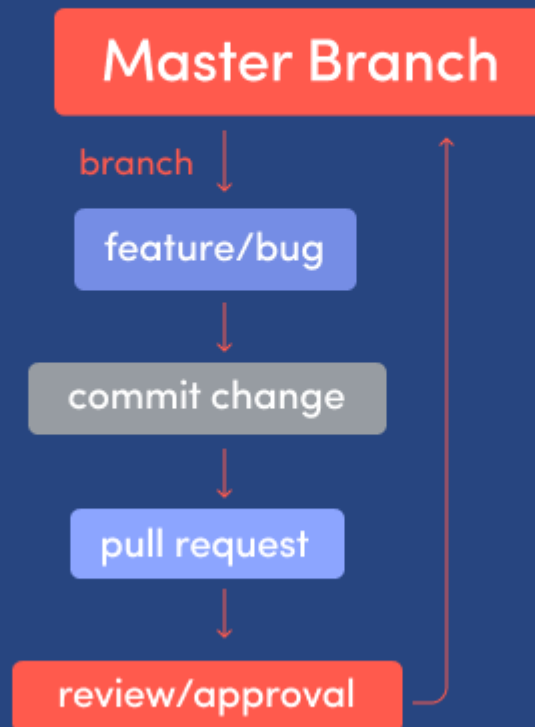 Master Branch
branch
feature/bug
commit change
pull request
review/approval